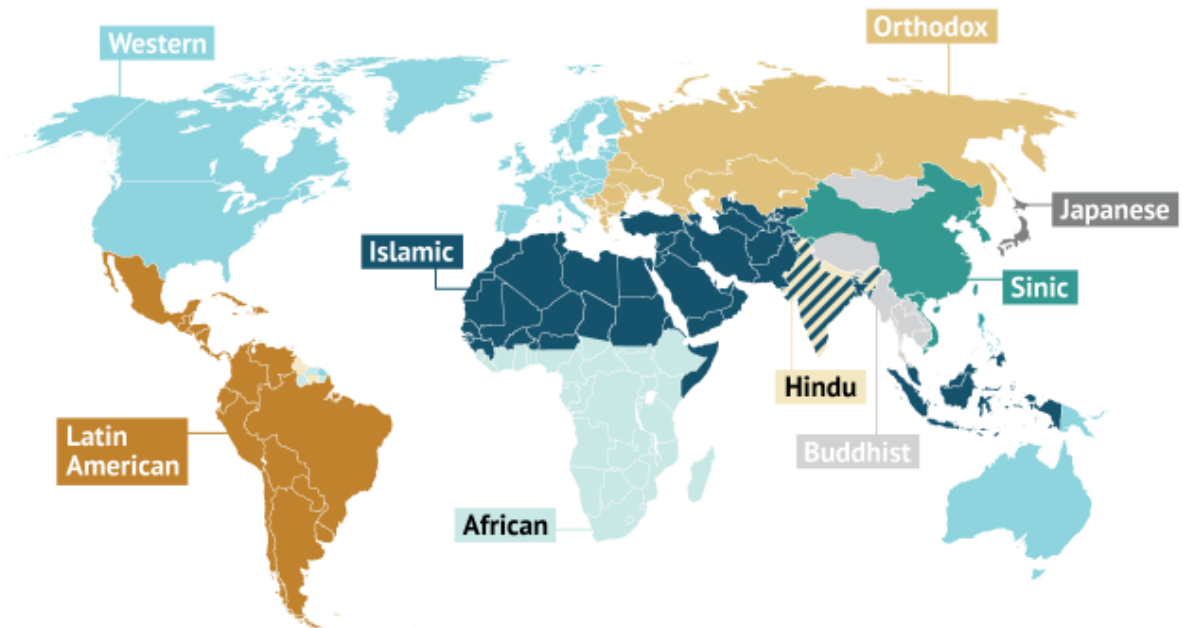 Western
Orthodox
Japanese
Islamic
Sinic
Hindu
Latin
American
Buddhist
African